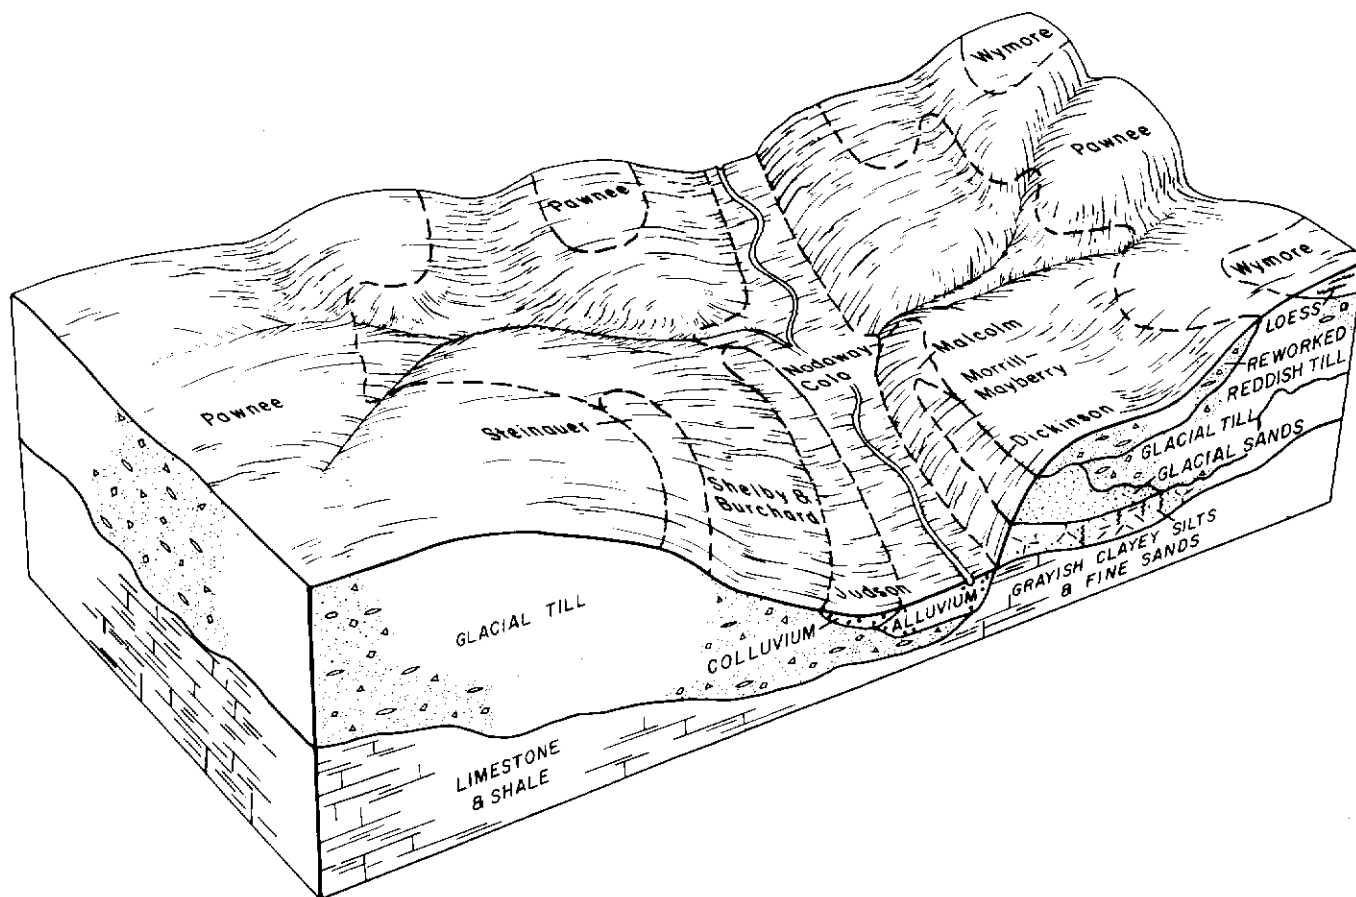 Wymore
Pawnee
Pawnee
Wymore
Pawnee
Steinauer
Shelby &
Burchard
Nodaway
Colo
Malcolm
Morrill-
Mayberry
Dickinson
Judson
LOESS
REWORKED
REDDISH TILL
GLACIAL TILL
GLACIAL SANDS
GRAYISH CLAYEY SILTS
& FINE SANDS
ALLUVIUM
COLLUVIUM
GLACIAL TILL
LIMESTONE
& SHALE